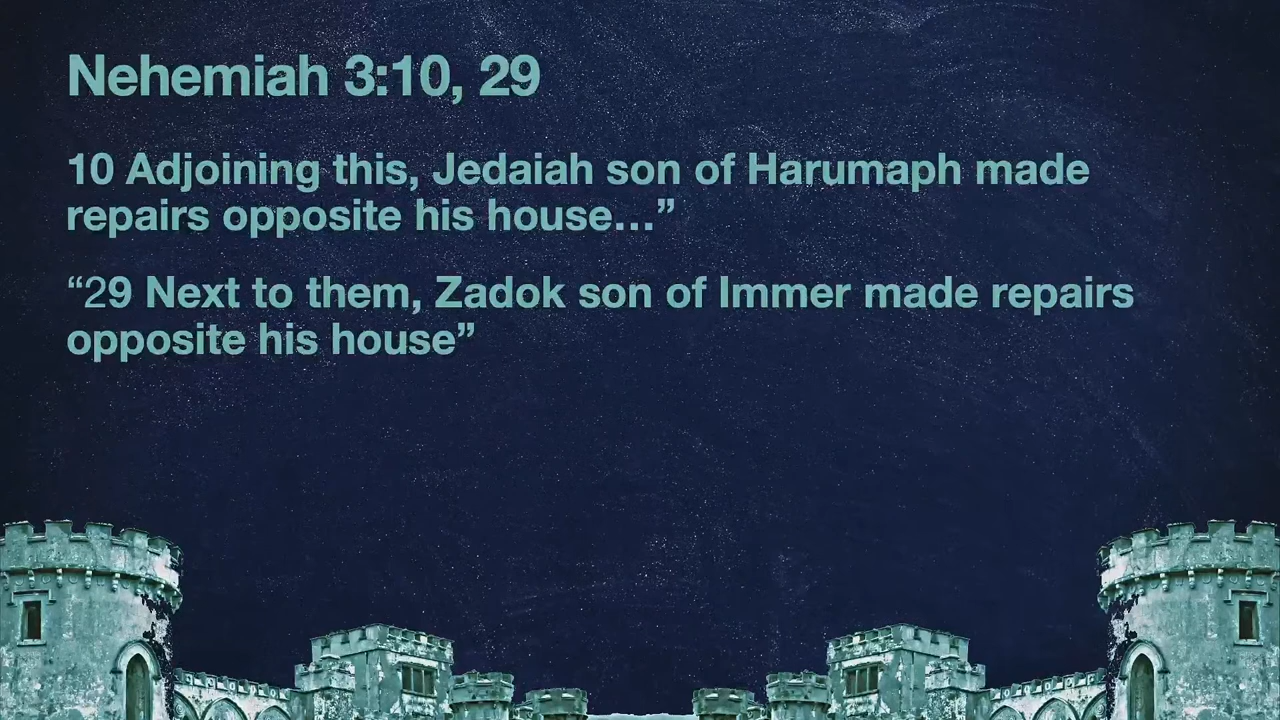 Nehemiah 3:10, 29
10 Adjoining this, Jedaiah son of Harumaph made
repairs opposite his house…”
“29 Next to them, Zadok son of Immer made repairs
opposite his house”